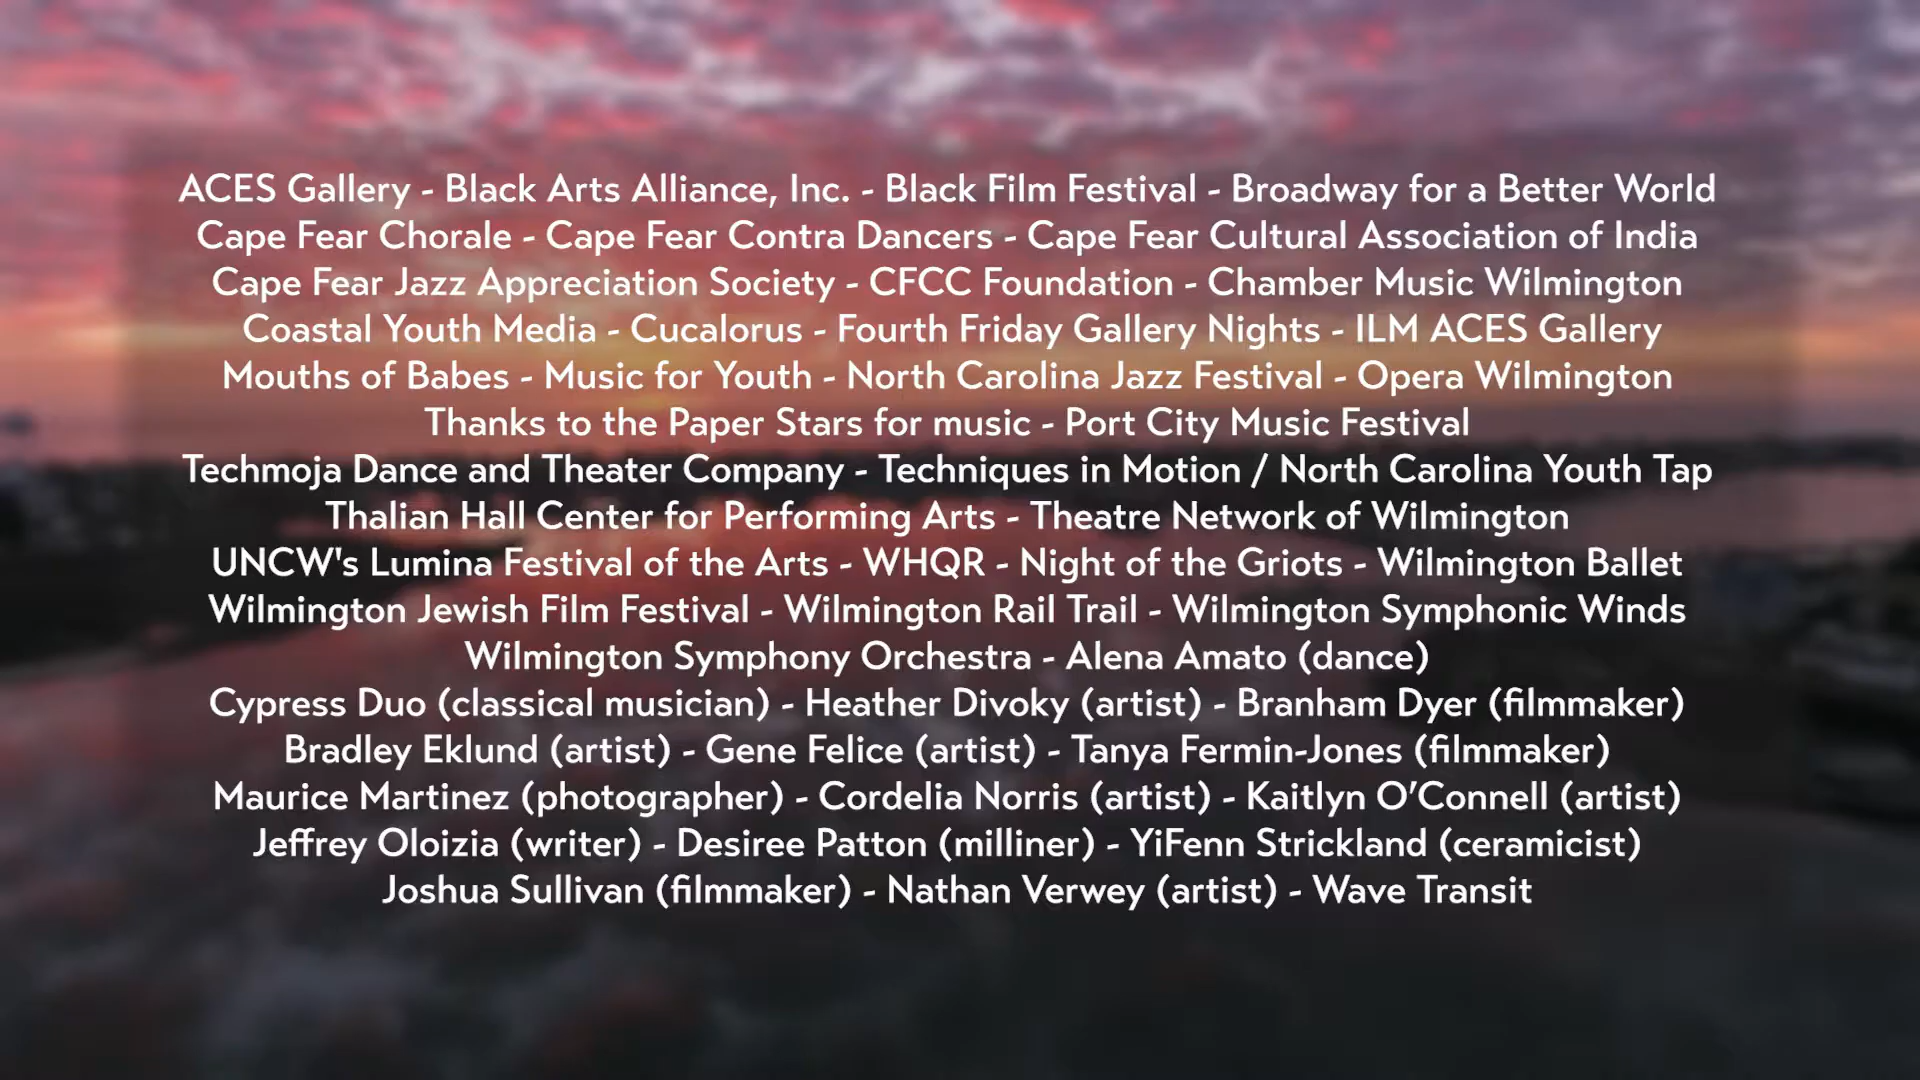 ACES Gallery - Black Arts Alliance, Inc. - Black Film Festival - Broadway for a Better World
Cape Fear Chorale - Cape Fear Contra Dancers - Cape Fear Cultural Association of India
Cape Fear Jazz Appreciation Society - CFCC Foundation - Chamber Music Wilmington
Coastal Youth Media - Cucalorus - Fourth Friday Gallery Nights - ILM ACES Gallery
Mouths of Babes - Music for Youth - North Carolina Jazz Festival - Opera Wilmington
Thanks to the Paper Stars for music - Port City Music Festival
Techmoja Dance and Theater Company - Techniques in Motion / North Carolina Youth Tap
Thalian Hall Center for Performing Arts - Theatre Network of Wilmington
UNCW's Lumina Festival of the Arts - WHQR - Night of the Griots - Wilmington Ballet
Wilmington Jewish Film Festival - Wilmington Rail Trail - Wilmington Symphonic Winds
Wilmington Symphony Orchestra - Alena Amato (dance)
Cypress Duo (classical musician) - Heather Divoky (artist) - Branham Dyer (filmmaker)
Bradley Eklund (artist) - Gene Felice (artist) - Tanya Fermin-Jones (filmmaker)
Maurice Martinez (photographer) - Cordelia Norris (artist) - Kaitlyn O’Connell (artist)
Jeffrey Oloizia (writer) - Desiree Patton (milliner) - YiFenn Strickland (ceramicist)
Joshua Sullivan (filmmaker) - Nathan Verwey (artist) - Wave Transit